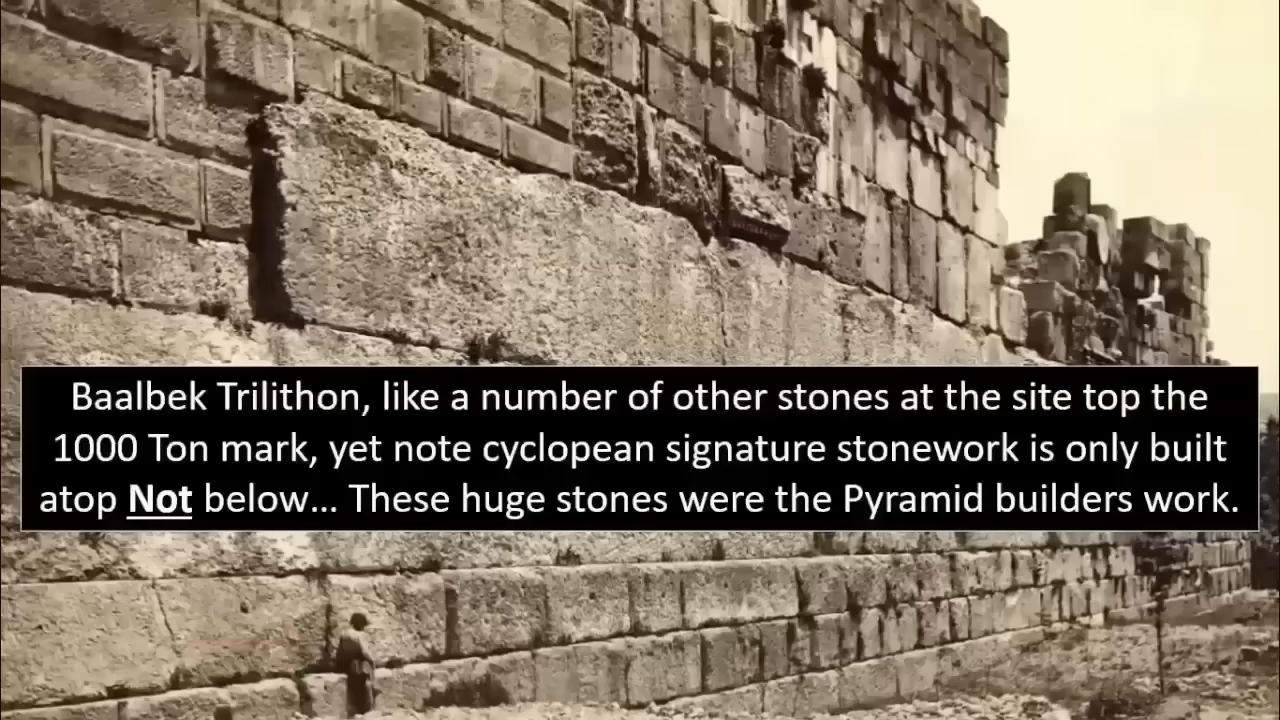 Baalbek Trilithon, like a number of other stones at the site top the
1000 Ton mark, yet note cyclopean signature stonework is only built
atop Not below... These huge stones were the Pyramid builders work.